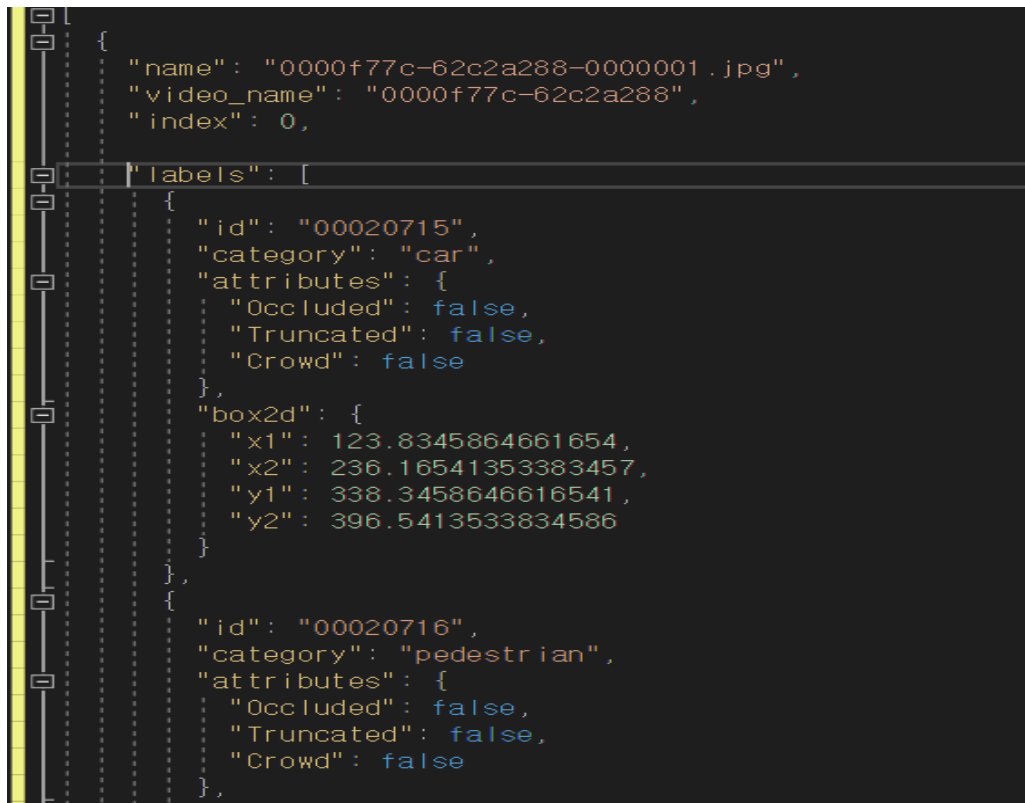 [
{
"name": "0000f77c-62c2a288-0000001.jpg",
"video_name": "0000f77c-62c2a288",
"index": 0,
"labels": [
{
"id": "00020715",
"category": "car",
"attributes": {
"Occluded": false,
"Truncated": false,
"Crowd": false
},
"box2d": {
"x1": 123.8345864661654,
"x2": 236.16541353383457,
"y1": 338.3458646616541,
"y2": 396.5413533834586
}
},
{
"id": "00020716",
"category": "pedestrian",
"attributes": {
"Occluded": false,
"Truncated": false,
"Crowd": false
},